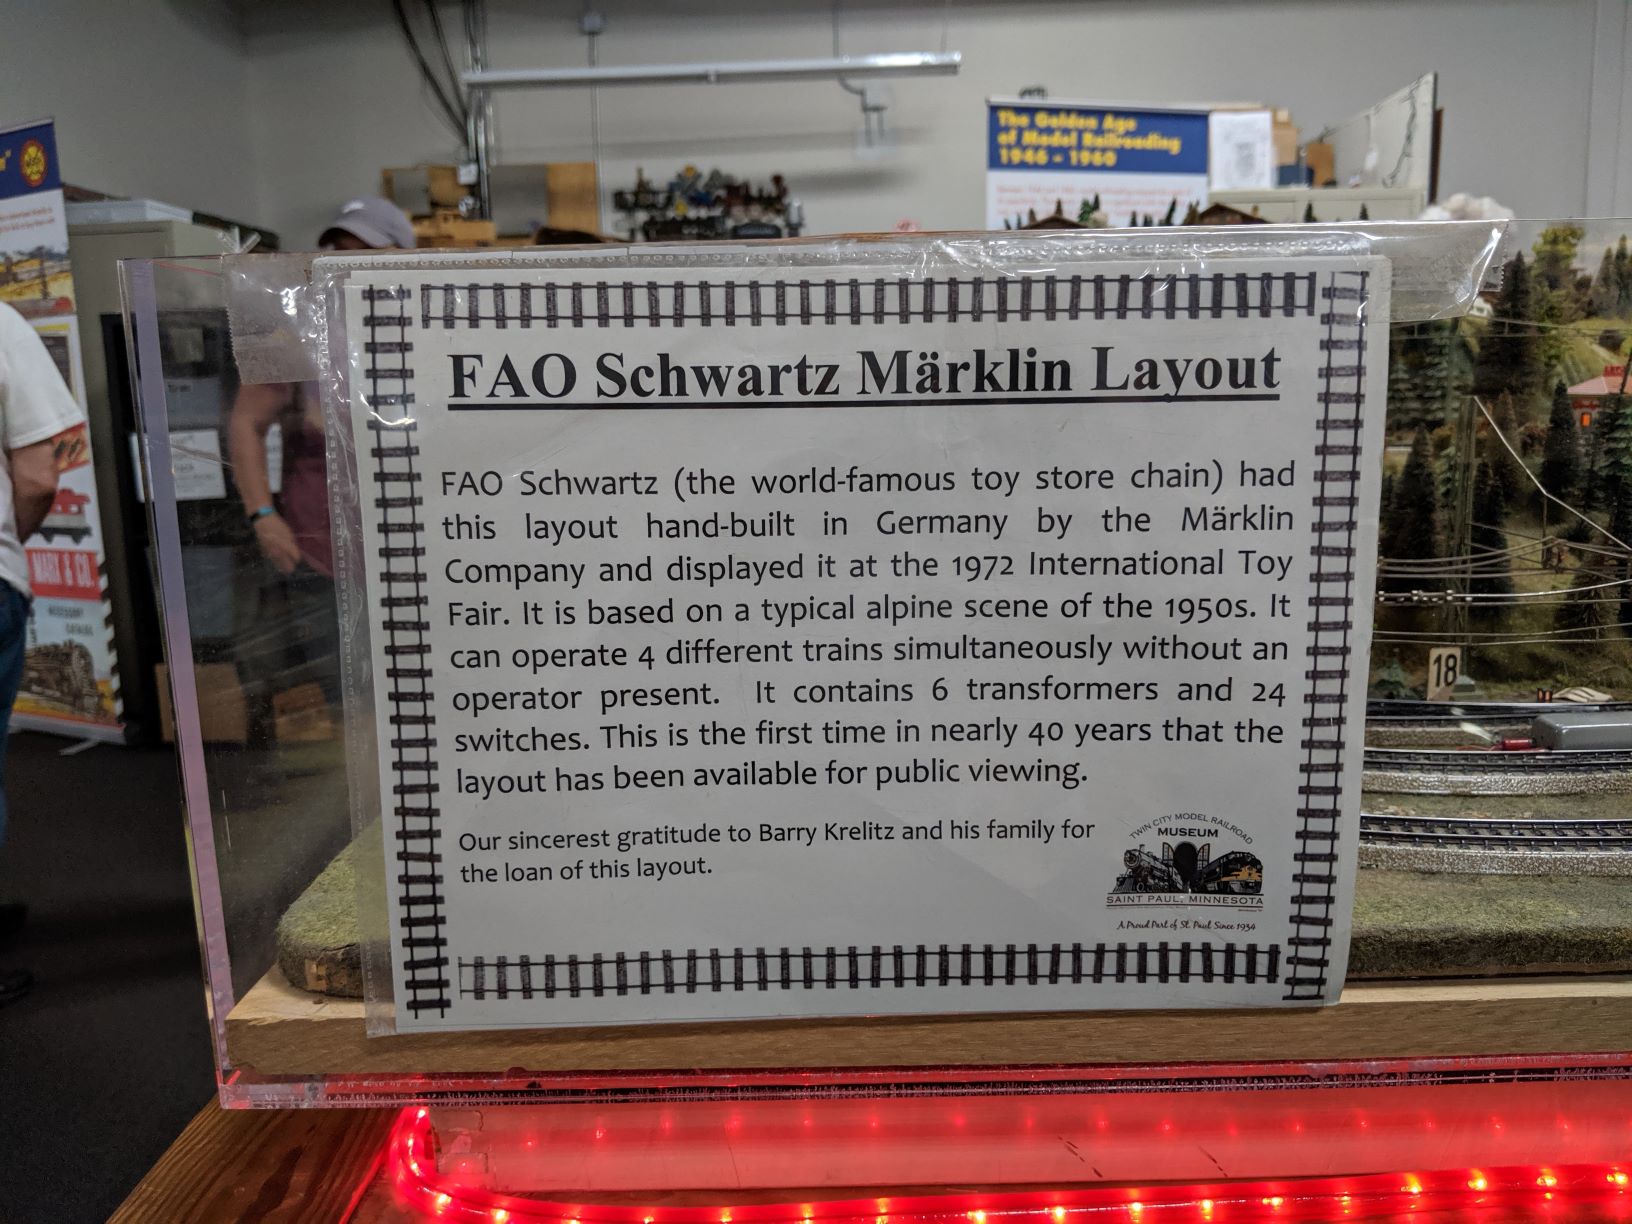 The Golden Age
of Model Railroading
1946 - 1960
FAO Schwartz Märklin Layout
FAO Schwartz (the world-famous toy store chain) had
this layout hand-built in Germany by the Märklin
Company and displayed it at the 1972 International Toy
Fair. It is based on a typical alpine scene of the 1950s. It
can operate 4 different trains simultaneously without an
operator present. It contains 6 transformers and 24
switches. This is the first time in nearly 40 years that the
layout has been available for public viewing.
Our sincerest gratitude to Barry Krelitz and his family for
the loan of this layout.
TWIN CITY MODEL RAILROAD
MUSEUM
SAINT PAUL, MINNESOTA
A Proud Part of St. Paul Since 1934
18
MARX & CO.